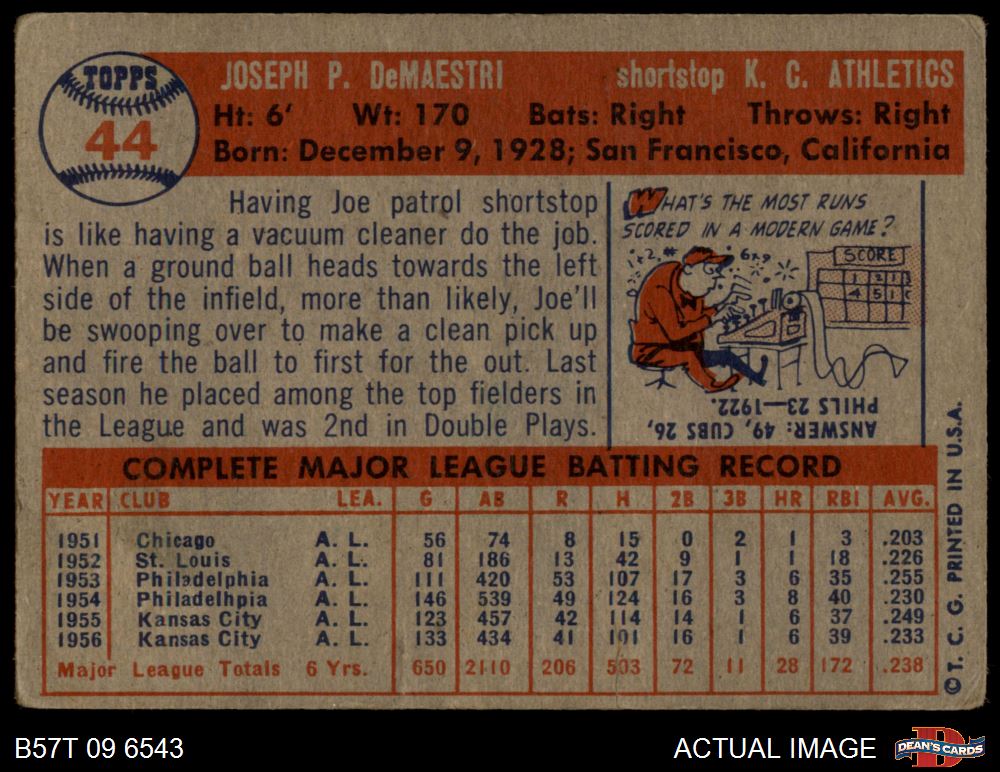 TOPPS
44
JOSEPH P. DeMAESTRI shortstop K. C. ATHLETICS
Ht: 6' Wt: 170 Bats: Right Throws: Right
Born: December 9, 1928; San Francisco, California
Having Joe patrol shortstop
is like having a vacuum cleaner do the job.
When a ground ball heads towards the left
side of the infield, more than likely, Joe'll
be swooping over to make a clean pick up
and fire the ball to first for the out. Last
season he placed among the top fielders in
the League and was 2nd in Double Plays.
WHAT'S THE MOST RUNS
SCORED IN A MODERN GAME?
SCORE
ANSWER: 49, CUBS 26,
PHILS 23—1922.
COMPLETE MAJOR LEAGUE BATTING RECORD
YEAR CLUB LEA. G AB R H 2B 3B HR RBI AVG.
1951 Chicago A. L. 56 74 8 15 0 2 1 3 .203
1952 St. Louis A. L. 81 186 13 42 9 1 1 18 .226
1953 Philadelphia A. L. 111 420 53 107 17 3 6 35 .255
1954 Philadelhpia A. L. 146 539 49 124 16 3 8 40 .230
1955 Kansas City A. L. 123 457 42 114 14 1 6 37 .249
1956 Kansas City A. L. 133 434 41 101 16 1 6 39 .233
Major League Totals 6 Yrs. 650 2110 206 503 72 11 28 172 .238
© T. C. G. PRINTED IN U.S.A.
B57T 09 6543 ACTUAL IMAGE
DEAN'S CARDS